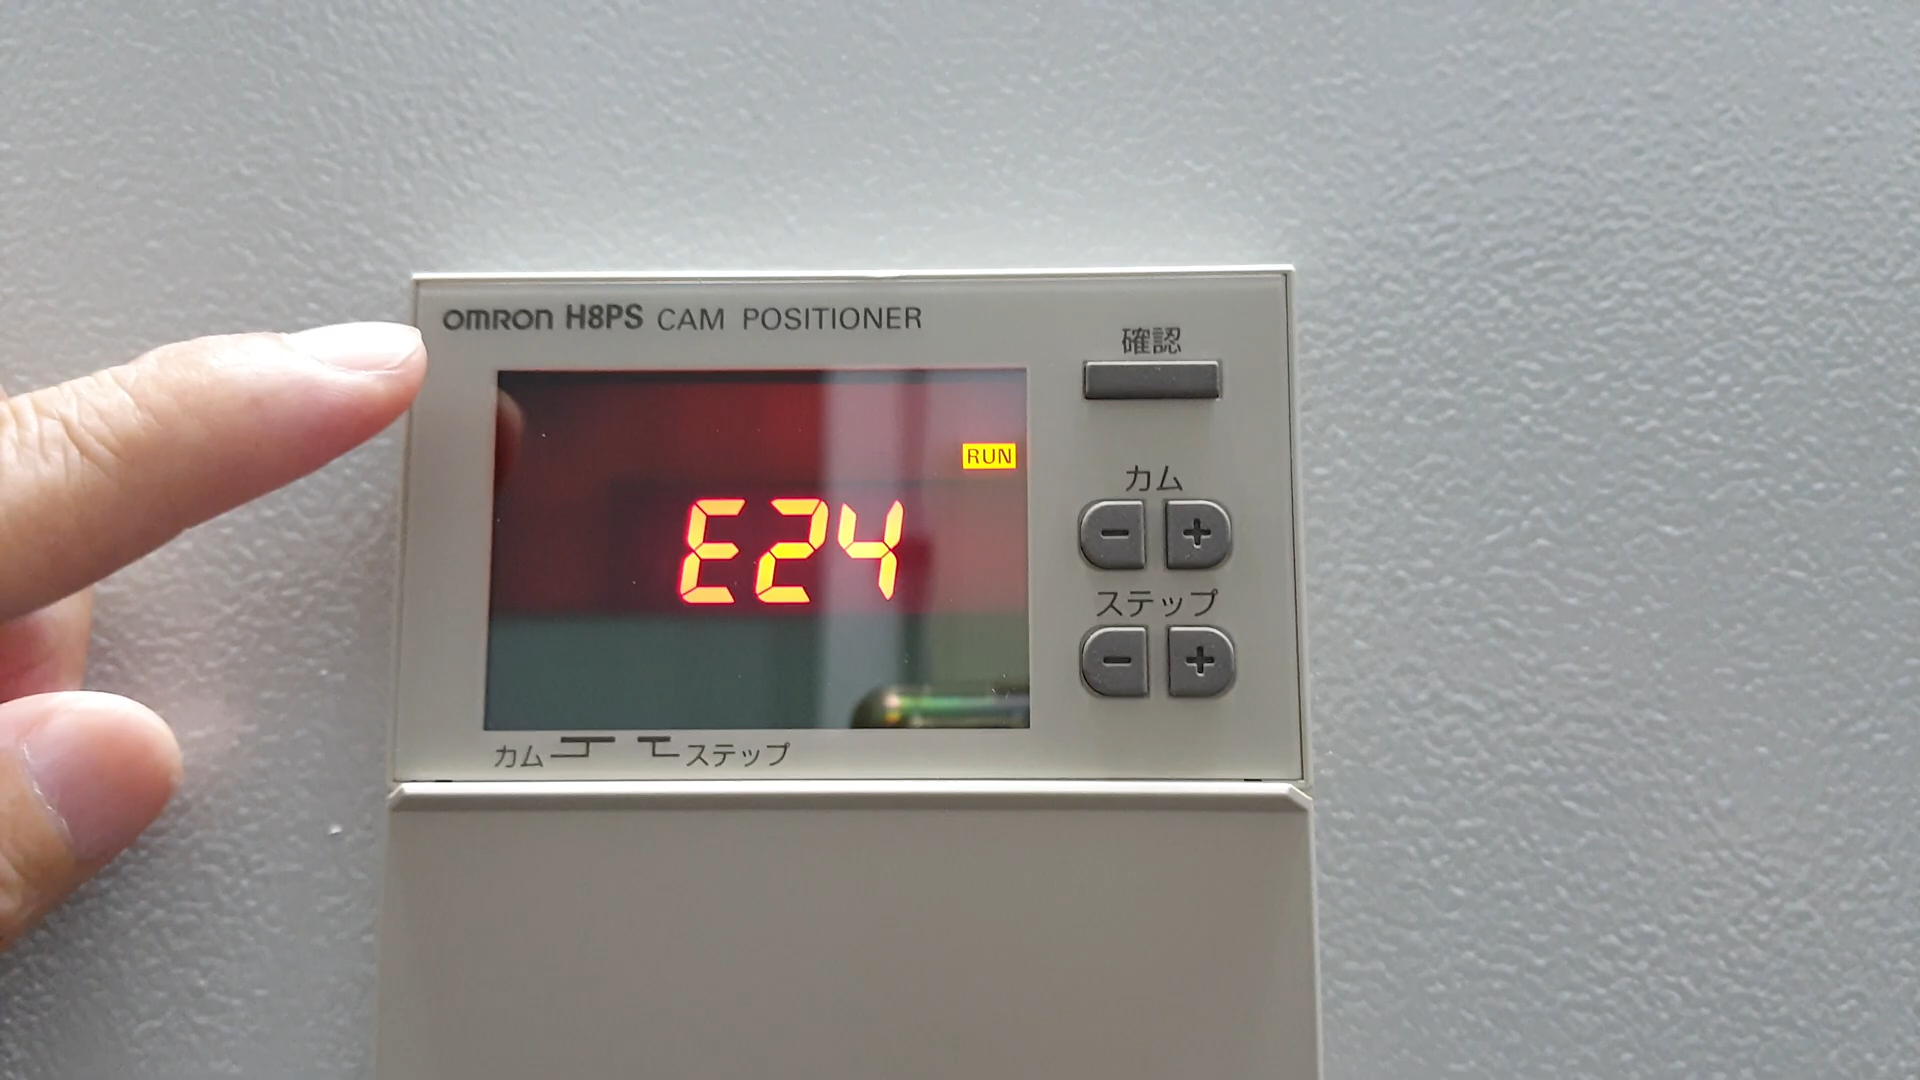 omron H8PS CAM POSITIONER
確認
RUN
カム
- +
E24
ステップ
- +
カム ステップ